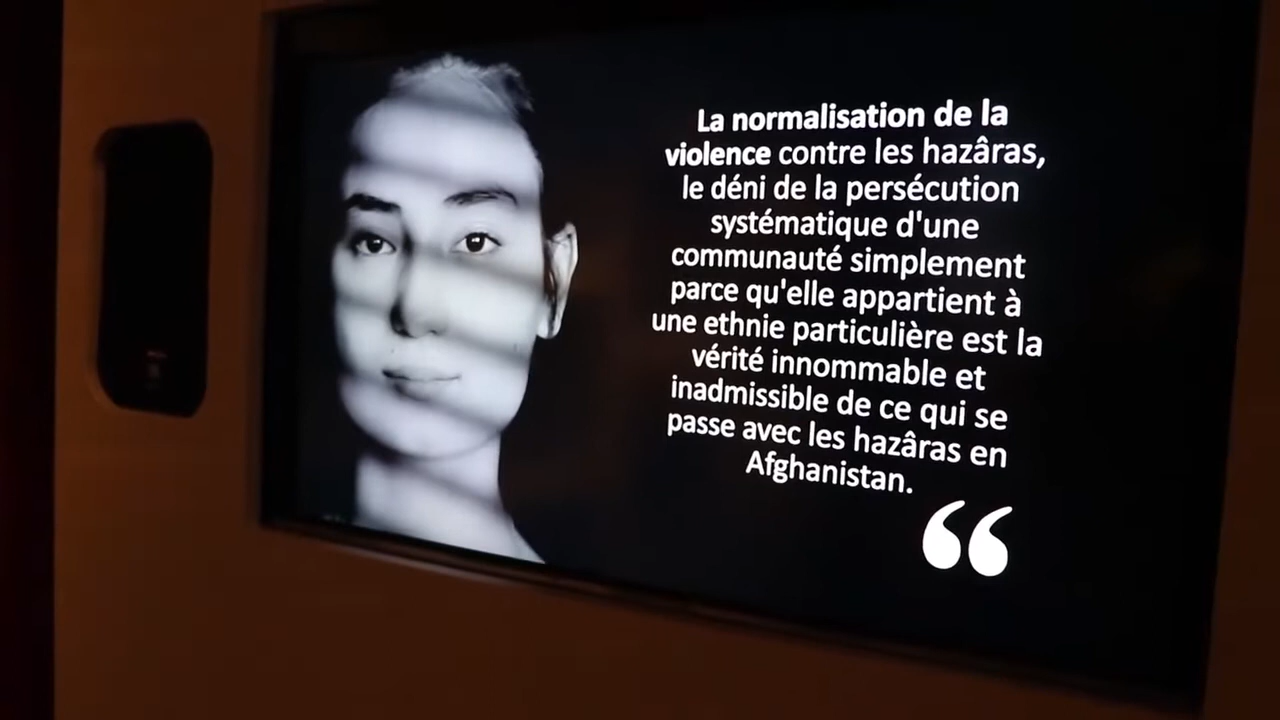 La normalisation de la
violence contre les hazâras,
le déni de la persécution
systématique d'une
communauté simplement
parce qu'elle appartient à
une ethnie particulière est la
vérité innommable et
inadmissible de ce qui se
passe avec les hazâras en
Afghanistan.
“